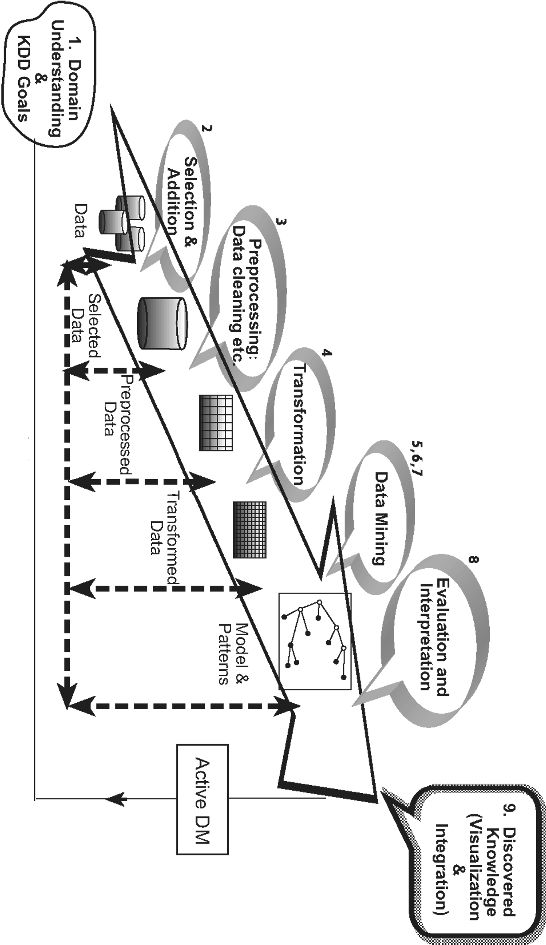 9. Discovered
Knowledge
(Visualization
&
Integration)
8
Evaluation and
Interpretation
5,6,7
Data Mining
4
Transformation
3
Preprocessing:
Data cleaning etc.
2
Selection &
Addition
Model &
Patterns
Active DM
Transformed
Data
Preprocessed
Data
Selected
Data
Data
1. Domain
Understanding
&
KDD Goals